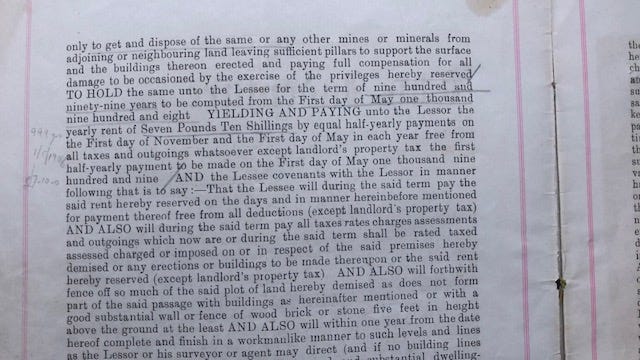 only to get and dispose of the same or any other mines or minerals from
adjoining or neighbouring land leaving sufficient pillars to support the surface
and the buildings thereon erected and paying full compensation for all
damage to be occasioned by the exercise of the privileges hereby reserved
TO HOLD the same unto the Lessee for the term of nine hundred and
ninety-nine years to be computed from the First day of May one thousand
nine hundred and eight YIELDING AND PAYING unto the Lessor the
yearly rent of Seven Pounds Ten Shillings by equal half-yearly payments on
the First day of November and the First day of May in each year free from
all taxes and outgoings whatsoever except landlord's property tax the first
half-yearly payment to be made on the First day of May one thousand nine
hundred and nine AND the Lessee covenants with the Lessor in manner
following that is to say:—That the Lessee will during the said term pay the
said rent hereby reserved on the days and in manner hereinbefore mentioned
for payment thereof free from all deductions (except landlord's property tax)
AND ALSO will during the said term pay all taxes rates charges assessments
and outgoings which now are or during the said term shall be rated taxed
assessed charged or imposed on or in respect of the said premises hereby
demised or any erections or buildings to be made thereupon or the said rent
hereby reserved (except landlord's property tax) AND ALSO will forthwith
fence off so much of the said plot of land hereby demised as does not form
part of the said passage with buildings as hereinafter mentioned or with a
good substantial wall or fence of wood brick or stone five feet in height
above the ground at the least AND ALSO will within one year from the date
hereof complete and finish in a workmanlike manner to such levels and lines
as the Lessor or his surveyor or agent may direct (and if no building lines
and substantial dwelling-
999